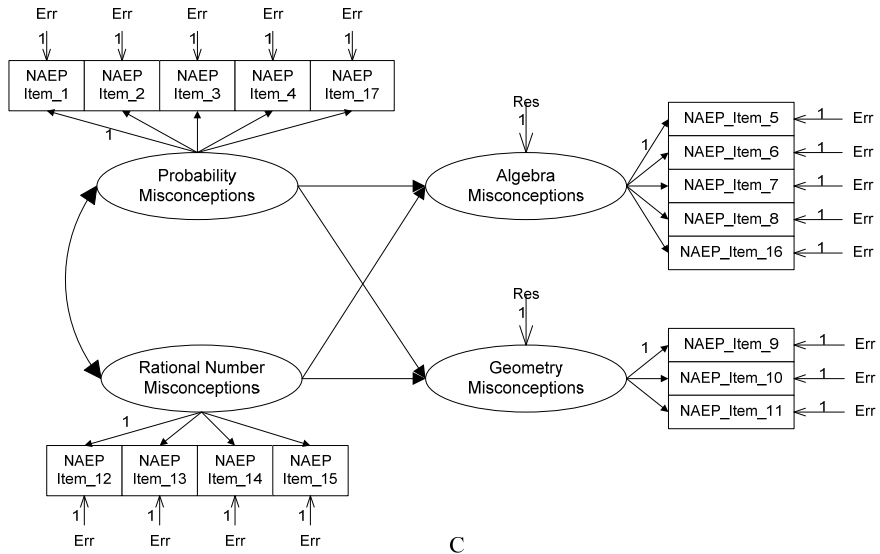 Err Err Err Err Err
1 1 1 1 1
NAEP NAEP NAEP NAEP NAEP
Item_1 Item_2 Item_3 Item_4 Item_17
1
Probability
Misconceptions
Res
1
Algebra
Misconceptions
1
NAEP_Item_5 1 Err
NAEP_Item_6 1 Err
NAEP_Item_7 1 Err
NAEP_Item_8 1 Err
NAEP_Item_16 1 Err
Rational Number
Misconceptions
Res
1
Geometry
Misconceptions
1
NAEP_Item_9 1 Err
NAEP_Item_10 1 Err
NAEP_Item_11 1 Err
1
NAEP NAEP NAEP NAEP
Item_12 Item_13 Item_14 Item_15
1 1 1 1
Err Err Err Err
C